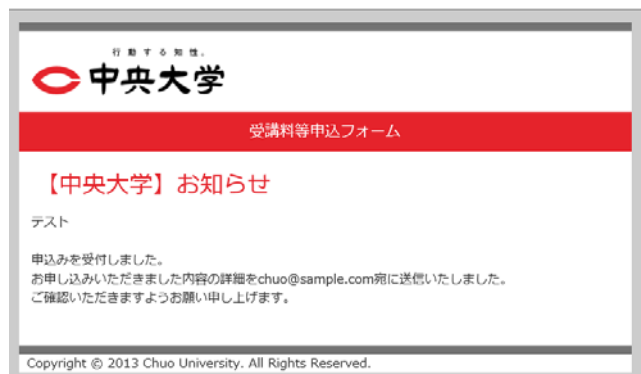 行動する知性。
中央大学
受講料等申込フォーム
【中央大学】お知らせ
テスト
申込みを受付しました。
お申し込みいただきました内容の詳細をchuo@sample.com宛に送信いたしました。
ご確認いただきますようお願い申し上げます。
Copyright © 2013 Chuo University. All Rights Reserved.